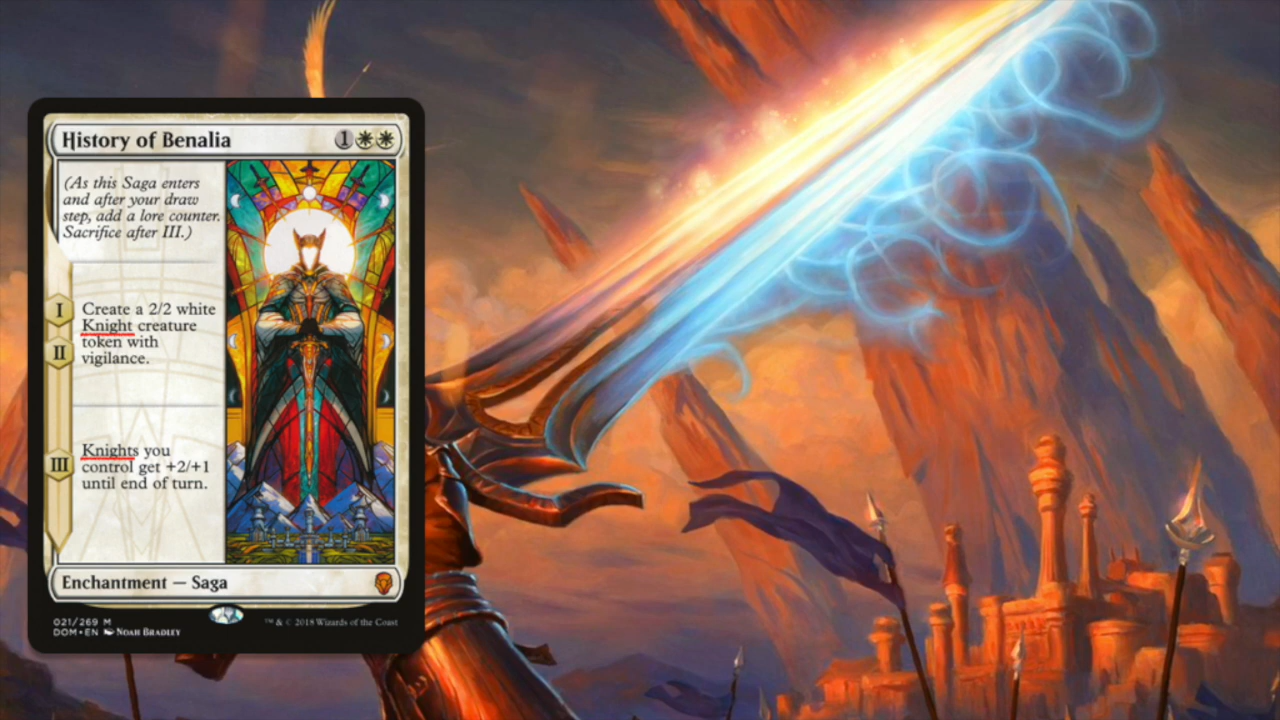 History of Benalia 1
(As this Saga enters
and after your draw
step, add a lore counter.
Sacrifice after III.)
I
II
Create a 2/2 white
Knight creature
token with
vigilance.
III
Knights you
control get +2/+1
until end of turn.
Enchantment — Saga
021/269 M
DOM • EN NOAH BRADLEY
™ & © 2018 Wizards of the Coast